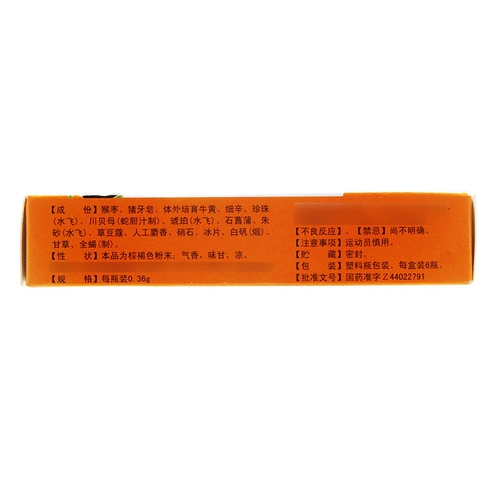 【成 份】猴枣、猪牙皂、体外培育牛黄、细辛、珍珠
(水飞)、川贝母(蛇胆汁制)、琥珀(水飞)、石菖蒲、朱
砂(水飞)、草豆蔻、人工麝香、硝石、冰片、白矾(煅)、
甘草、全蝎(制)。
【性 状】本品为棕褐色粉末；气香，味甘、凉。
【规 格】每瓶装0.36g
【不良反应】、【禁忌】尚不明确。
【注意事项】运动员慎用。
【贮 藏】密封。
【包 装】塑料瓶包装，每盒装6瓶。
【批准文号】国药准字Z44022791